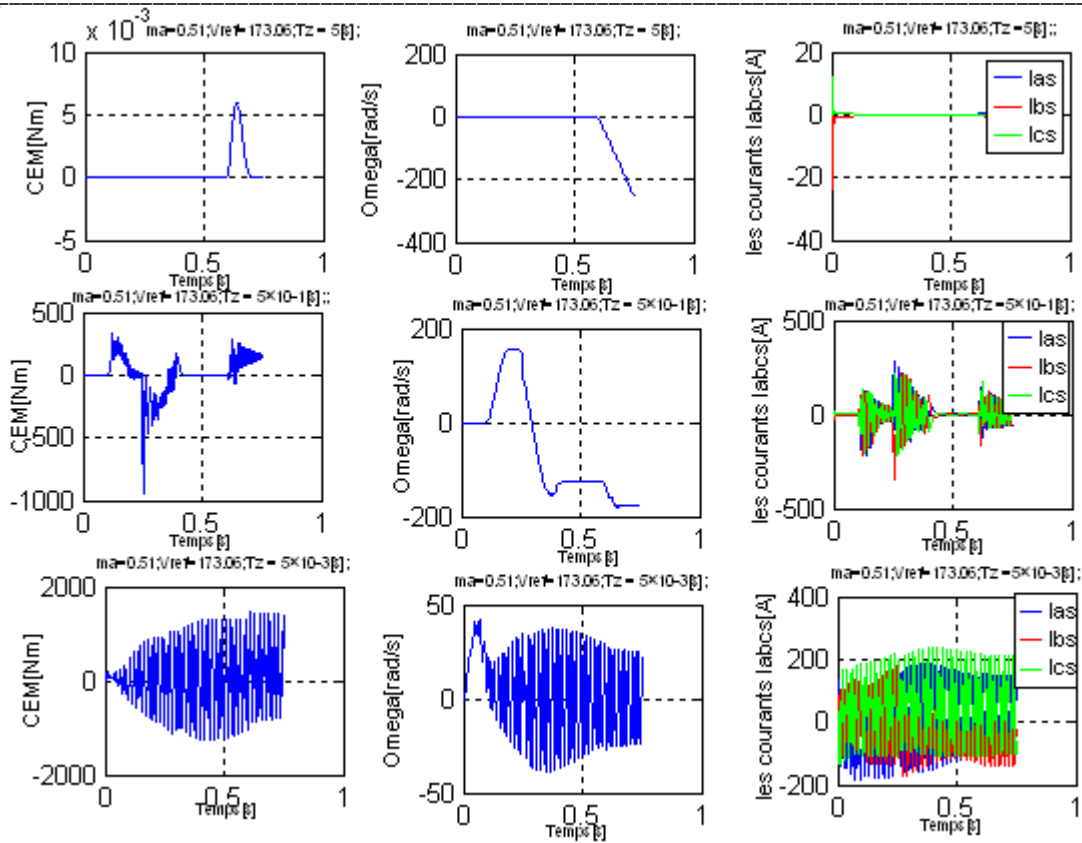 x 10-3 ma=0.51;Vref=173.06;Tz = 5[s];
10
5
0
-5
CEM[Nm]
0 0.5 1
Temps[s]
ma=0.51;Vref=173.06;Tz = 5[s];
200
0
-200
-400
Omega[rad/s]
0 0.5 1
Temps[s]
ma=0.51;Vref=173.06;Tz = 5[s];;
40
20
0
-20
-40
les courants Iabcs[A]
Ias
Ibs
Ics
0 0.5 1
Temps[s]
ma=0.51;Vref=173.06;Tz = 5×10-1[s];;
500
0
-500
-1000
CEM[Nm]
0 0.5 1
Temps[s]
ma=0.51;Vref=173.06;Tz = 5×10-1[s];
200
0
-200
Omega[rad/s]
0 0.5 1
Temps[s]
ma=0.51;Vref=173.06;Tz = 5×10-1[s];
500
0
-500
les courants Iabcs[A]
Ias
Ibs
Ics
0 0.5 1
Temps[s]
ma=0.51;Vref=173.06;Tz = 5×10-3[s];
2000
0
-2000
CEM[Nm]
0 0.5 1
Temps[s]
ma=0.51;Vref=173.06;Tz = 5×10-3[s];;
50
0
-50
Omega[rad/s]
0 0.5 1
Temps[s]
ma=0.51;Vref=173.06;Tz = 5×10-3[s];;
400
200
0
-200
les courants Iabcs[A]
Ias
Ibs
Ics
0 0.5 1
Temps[s]